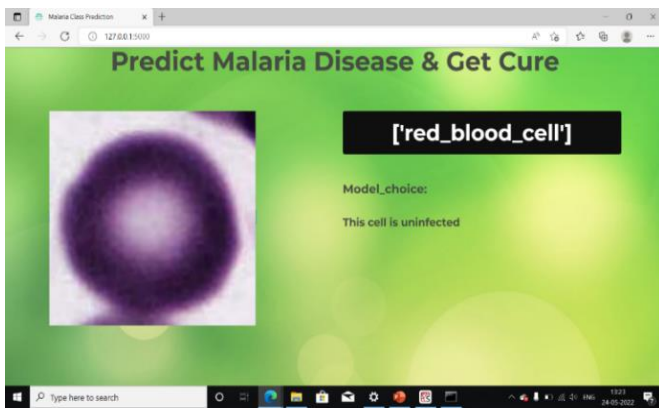 Malaria Class Prediction
127.0.0.1:5000
Predict Malaria Disease & Get Cure
['red_blood_cell']
Model_choice:
This cell is uninfected
Type here to search
ENG
13:23
24-05-2022